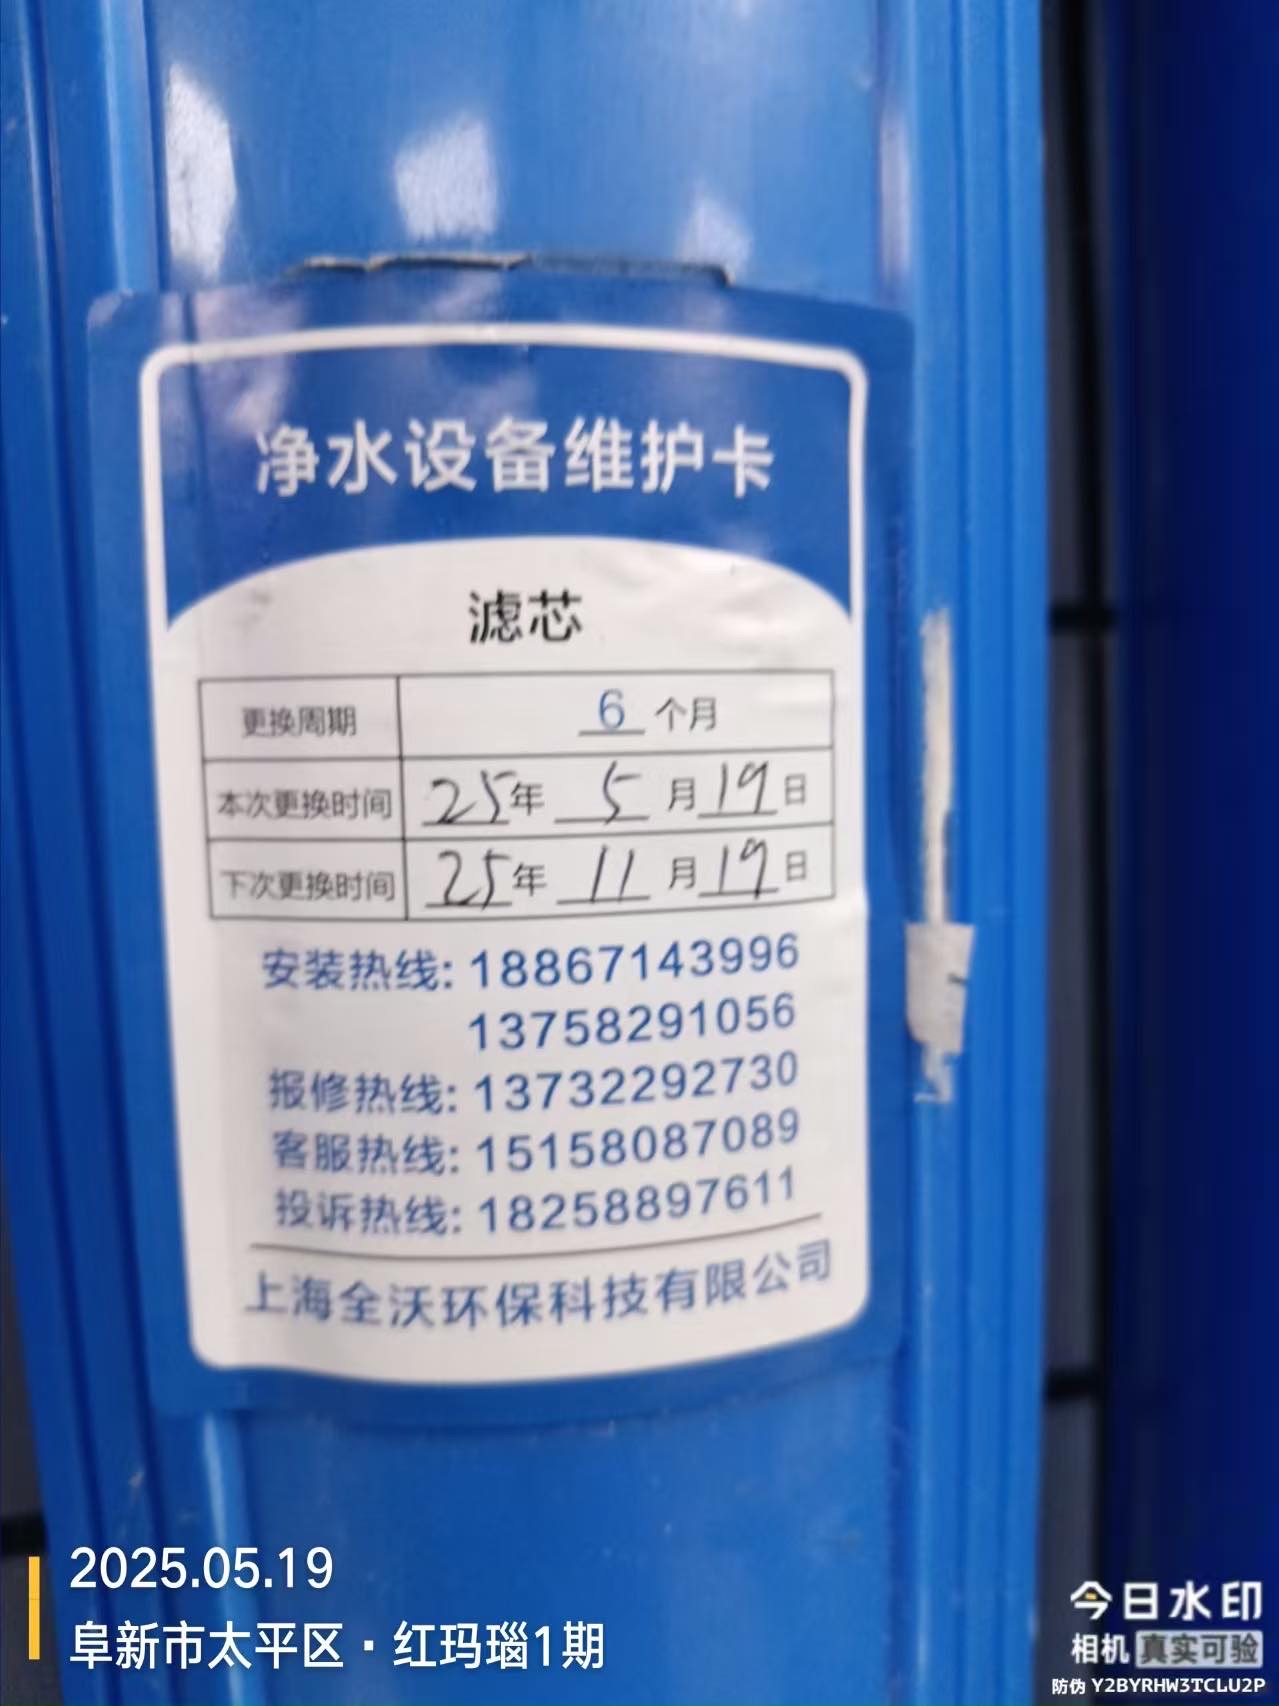 净水设备维护卡
滤芯
更换周期 6 个月
本次更换时间 25年 5 月 19日
下次更换时间 25年 11 月 19日
安装热线: 18867143996
13758291056
报修热线: 13732292730
客服热线: 15158087089
投诉热线: 18258897611
上海全沃环保科技有限公司
2025.05.19
阜新市太平区·红玛瑙1期
今日水印
相机 真实可验
防伪 Y2BYRHW3TCLU2P